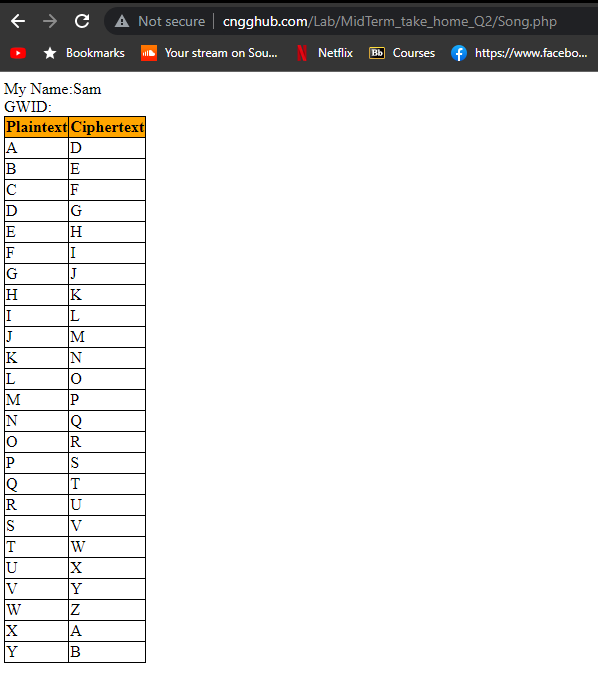 Not secure | cngghub.com/Lab/MidTerm_take_home_Q2/Song.php
Bookmarks Your stream on Sou... Netflix Bb Courses https://www.facebo...
My Name:Sam
GWID:
Plaintext Ciphertext
A D
B E
C F
D G
E H
F I
G J
H K
I L
J M
K N
L O
M P
N Q
O R
P S
Q T
R U
S V
T W
U X
V Y
W Z
X A
Y B